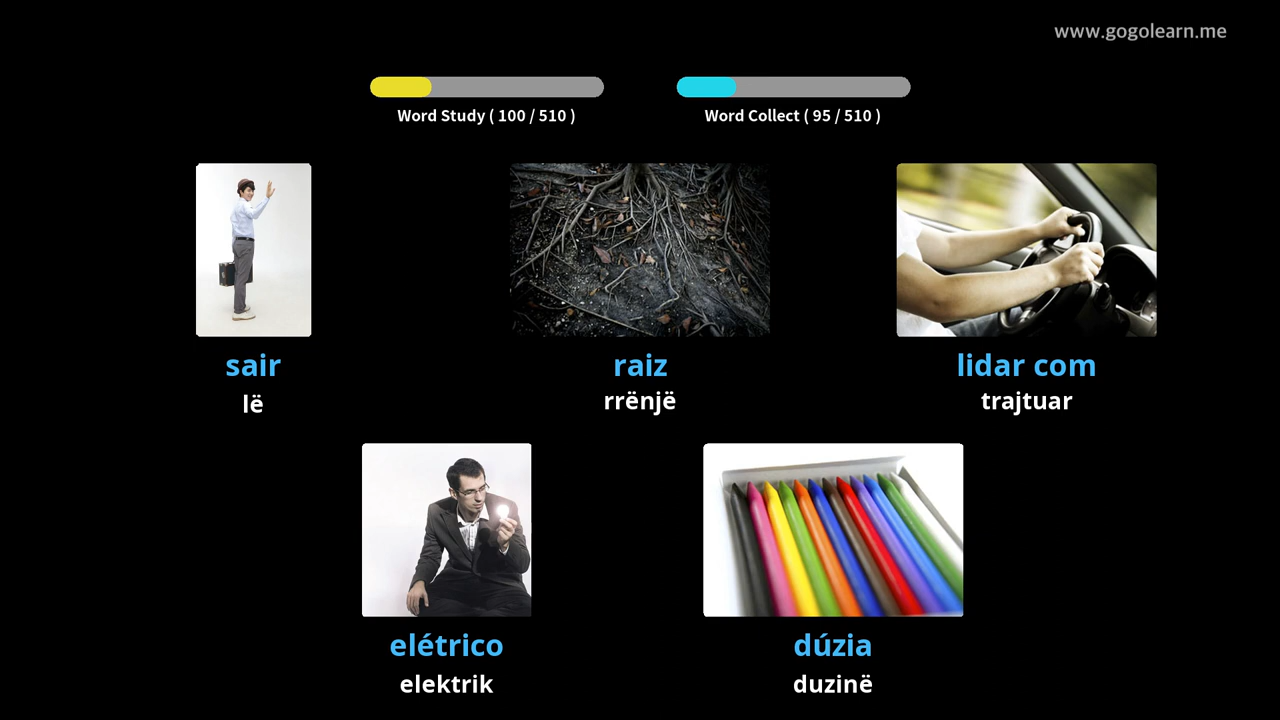 www.gogolearn.me
Word Study ( 100 / 510 )
Word Collect ( 95 / 510 )
sair
lë
raiz
rrënjë
lidar com
trajtuar
elétrico
elektrik
dúzia
duzinë